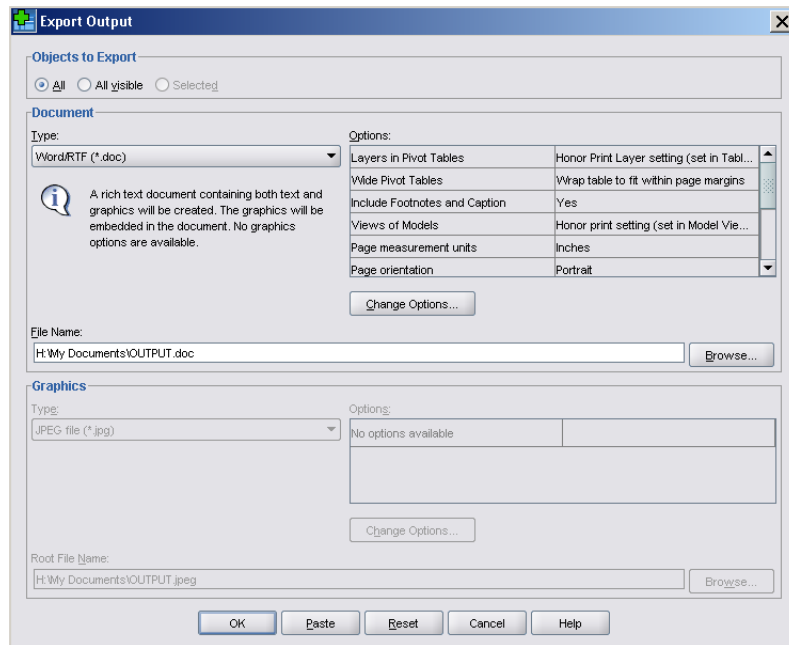 Export Output
Objects to Export
All All visible Selected
Document
Type:
Word/RTF (*.doc)
A rich text document containing both text and
graphics will be created. The graphics will be
embedded in the document. No graphics
options are available.
Options:
Layers in Pivot Tables Honor Print Layer setting (set in Tabl...
Wide Pivot Tables Wrap table to fit within page margins
Include Footnotes and Caption Yes
Views of Models Honor print setting (set in Model Vie...
Page measurement units Inches
Page orientation Portrait
Change Options...
File Name:
H:\My Documents\OUTPUT.doc Browse...
Graphics
Type:
JPEG file (*.jpg)
Options:
No options available
Change Options...
Root File Name:
H:\My Documents\OUTPUT.jpeg Browse...
OK Paste Reset Cancel Help